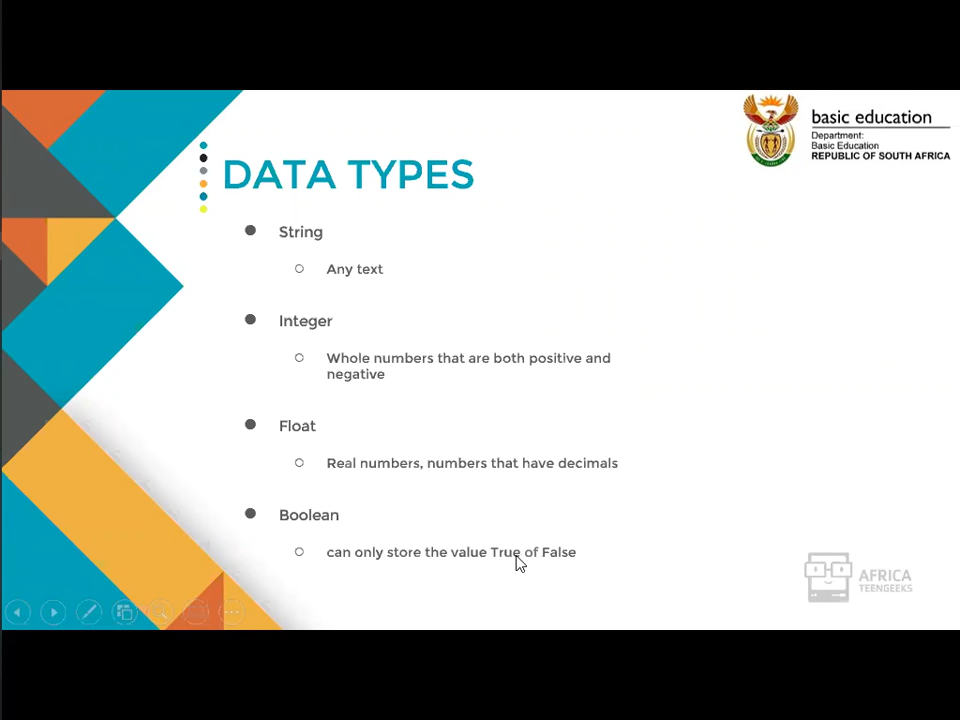 basic education
Department:
Basic Education
REPUBLIC OF SOUTH AFRICA
DATA TYPES
String
Any text
Integer
Whole numbers that are both positive and
negative
Float
Real numbers, numbers that have decimals
Boolean
can only store the value True of False
AFRICA
TEENGEEKS